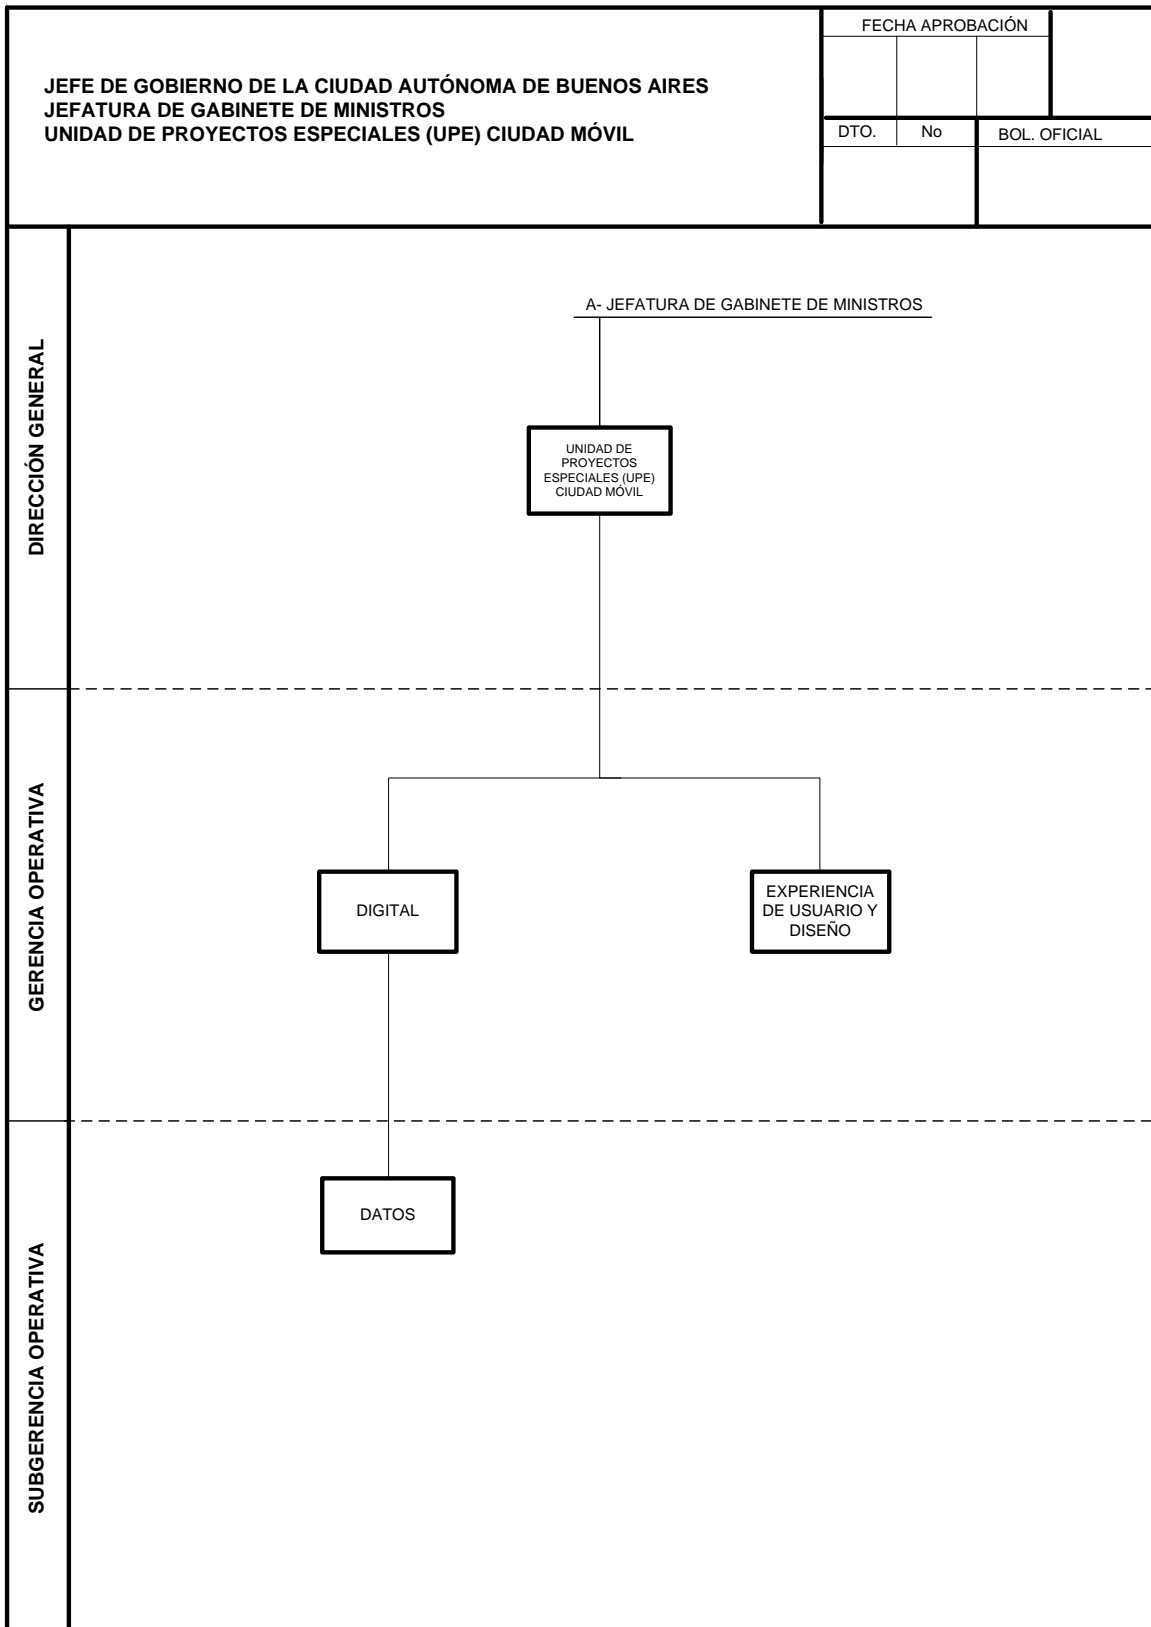 JEFE DE GOBIERNO DE LA CIUDAD AUTÓNOMA DE BUENOS AIRES
JEFATURA DE GABINETE DE MINISTROS
UNIDAD DE PROYECTOS ESPECIALES (UPE) CIUDAD MÓVIL
FECHA APROBACIÓN
DTO.
No
BOL. OFICIAL
DIRECCIÓN GENERAL
A- JEFATURA DE GABINETE DE MINISTROS
UNIDAD DE
PROYECTOS
ESPECIALES (UPE)
CIUDAD MÓVIL
GERENCIA OPERATIVA
DIGITAL
EXPERIENCIA
DE USUARIO Y
DISEÑO
SUBGERENCIA OPERATIVA
DATOS